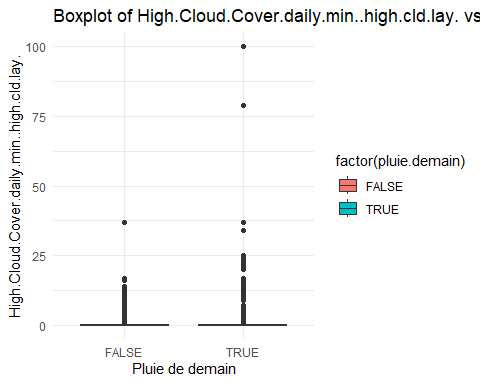 Boxplot of High.Cloud.Cover.daily.min..high.cld.lay. vs
High.Cloud.Cover.daily.min..high.cld.lay.
100
75
50
25
0
FALSE
TRUE
Pluie de demain
factor(pluie.demain)
FALSE
TRUE